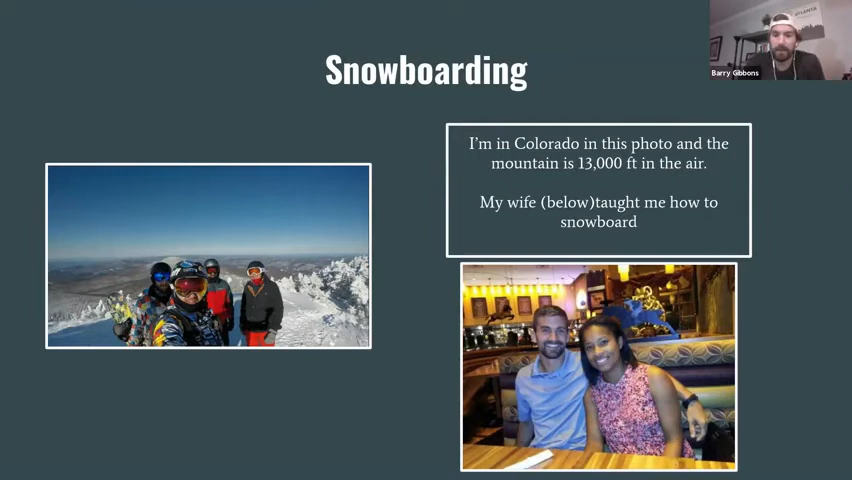 Snowboarding
I'm in Colorado in this photo and the
mountain is 13,000 ft in the air.
My wife (below)taught me how to
snowboard
Barry Gibbons
ATLANTA